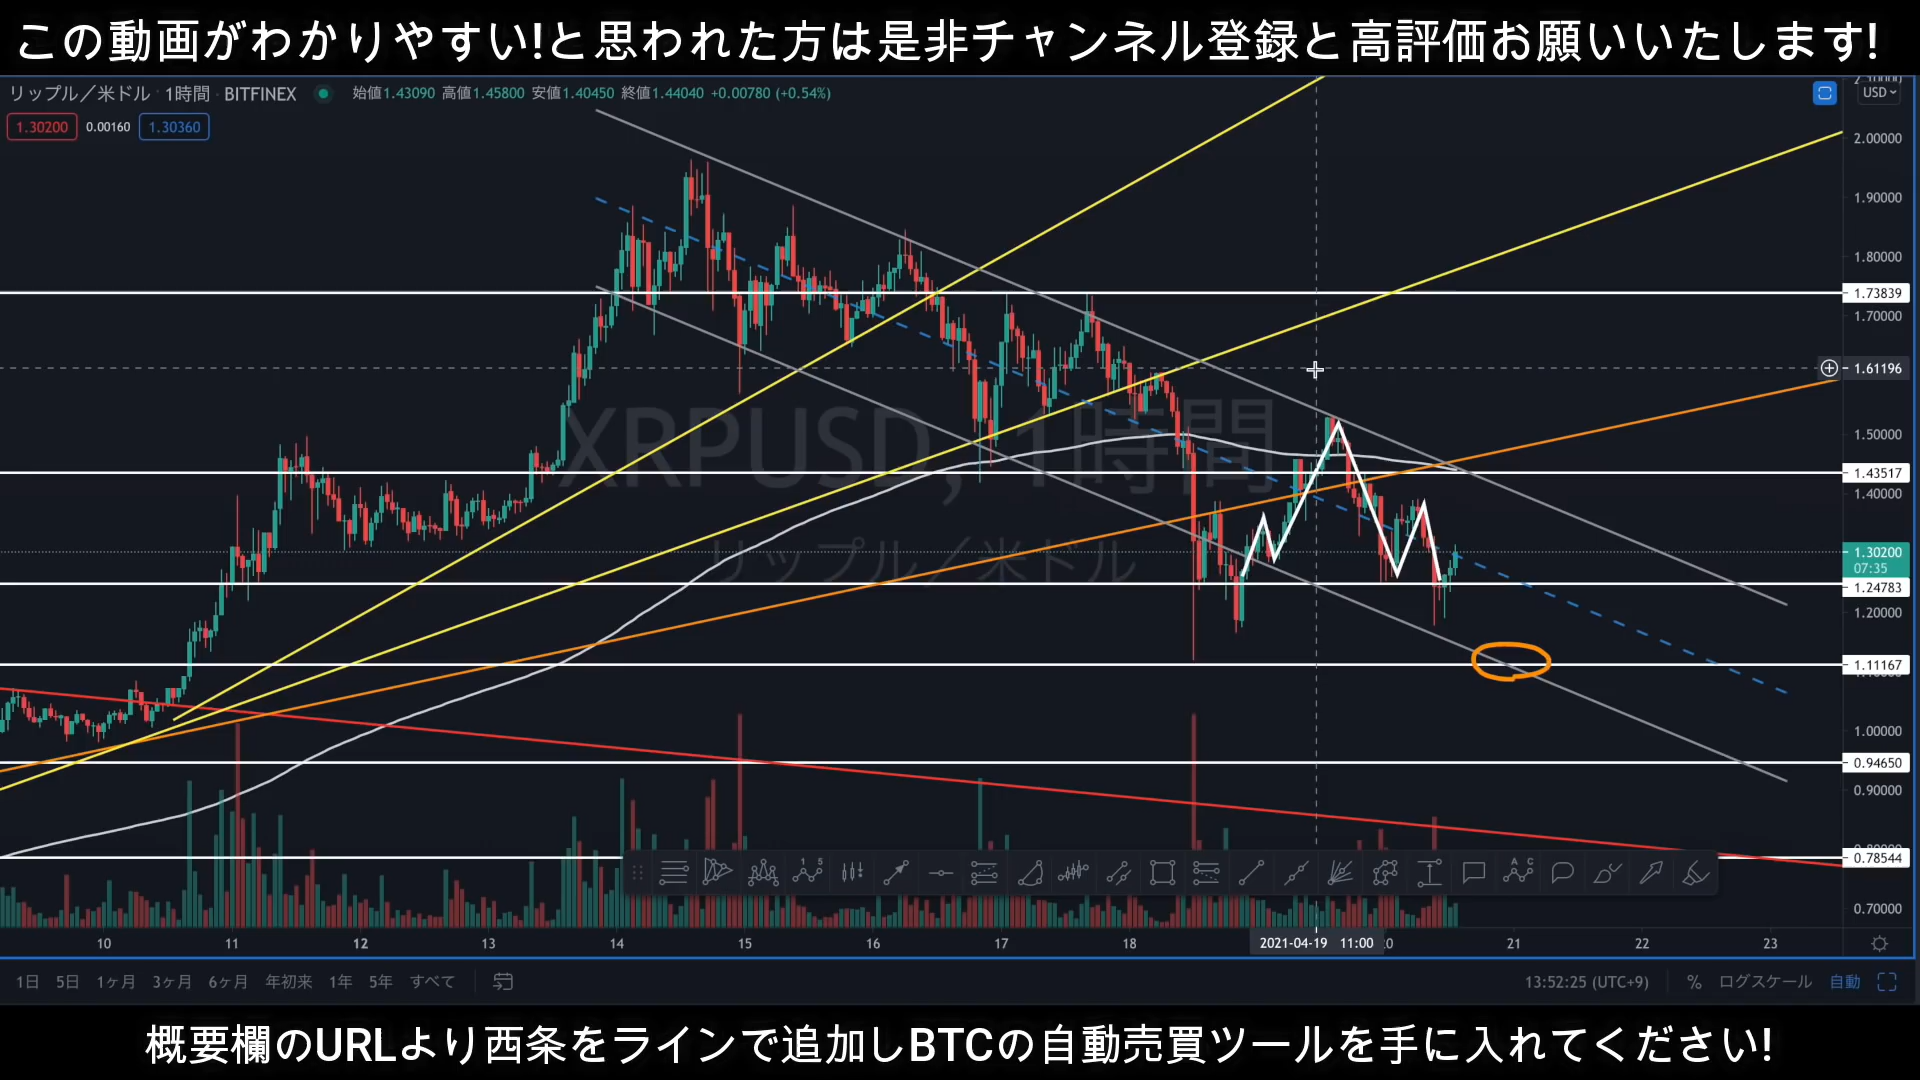 この動画がわかりやすい!と思われた方は是非チャンネル登録と高評価お願いいたします!
リップル／米ドル · 1時間 · BITFINEX 始値1.43090 高値1.45800 安値1.40450 終値1.44040 +0.00780 (+0.54%)
USD
1.30200 0.00160 1.30360
2.00000
1.90000
1.80000
1.73839
1.70000
1.61196
1.50000
1.43517
1.40000
1.30200
07:35
1.24783
1.20000
1.11167
1.00000
0.94650
0.90000
0.78544
0.70000
XRPUSD, 1時間
リップル／米ドル
10 11 12 13 14 15 16 17 18 2021-04-19 11:00 21 22 23
1日 5日 1ヶ月 3ヶ月 6ヶ月 年初来 1年 5年 すべて 13:52:25 (UTC+9) % ログスケール 自動
概要欄のURLより西条をラインで追加しBTCの自動売買ツールを手に入れてください!